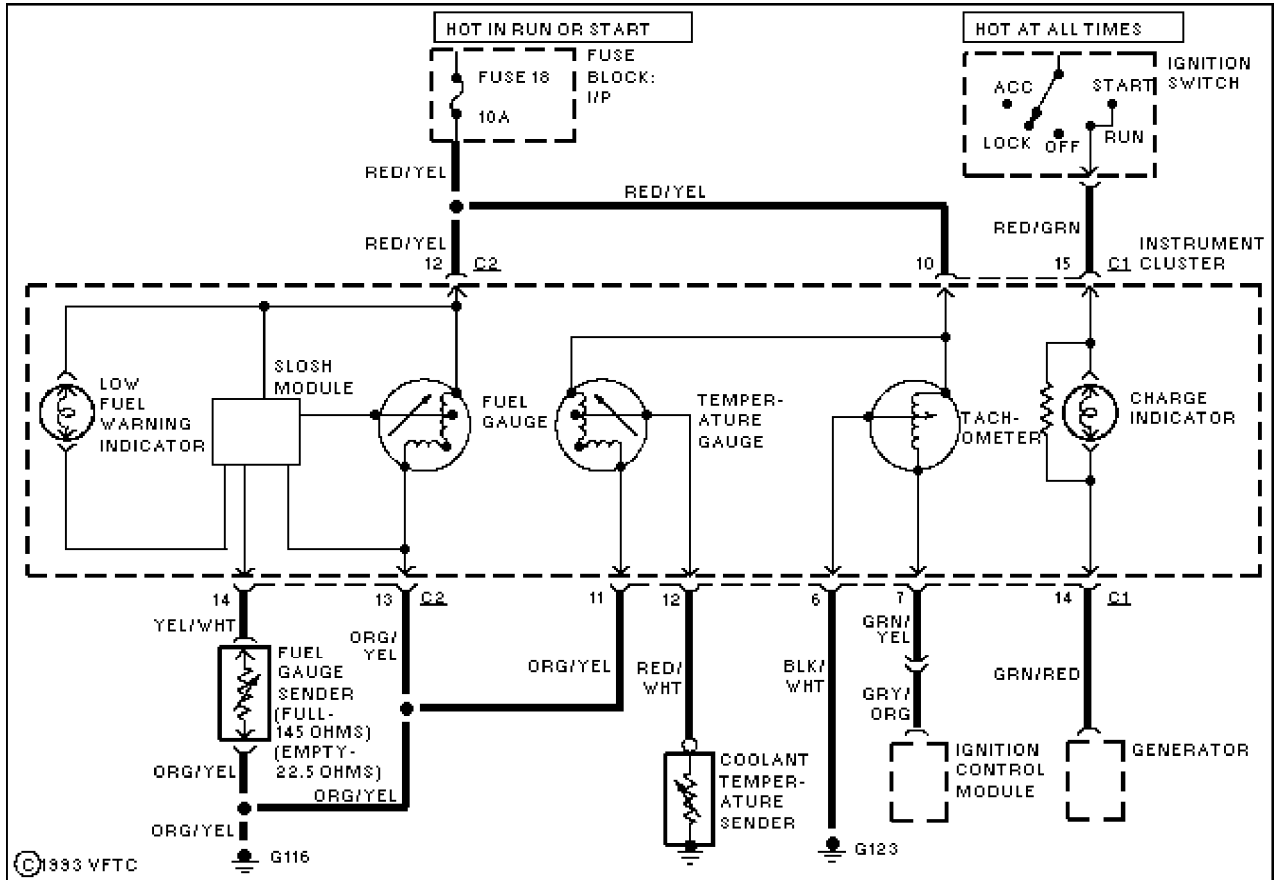 HOT IN RUN OR START
HOT AT ALL TIMES
FUSE 18
10A
FUSE
BLOCK:
I/P
IGNITION
SWITCH
ACC
START
LOCK
OFF
RUN
RED/YEL
RED/YEL
RED/YEL
RED/GRN
12
C2
10
15
C1
INSTRUMENT
CLUSTER
LOW
FUEL
WARNING
INDICATOR
SLOSH
MODULE
FUEL
GAUGE
TEMPER-
ATURE
GAUGE
TACH-
OMETER
CHARGE
INDICATOR
14
13
C2
11
12
6
7
14
C1
YEL/WHT
ORG/
YEL
ORG/YEL
RED/
WHT
BLK/
WHT
GRN/
YEL
GRY/
ORG
GRN/RED
FUEL
GAUGE
SENDER
(FULL-
145 OHMS)
(EMPTY-
22.5 OHMS)
ORG/YEL
ORG/YEL
ORG/YEL
G116
COOLANT
TEMPER-
ATURE
SENDER
G123
IGNITION
CONTROL
MODULE
GENERATOR
©1993 VFTC